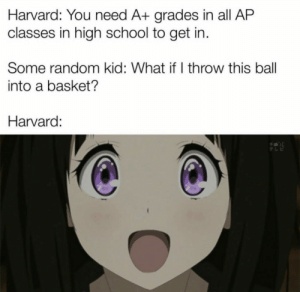 Harvard: You need A+ grades in all AP
classes in high school to get in.
Some random kid: What if I throw this ball
into a basket?
Harvard: